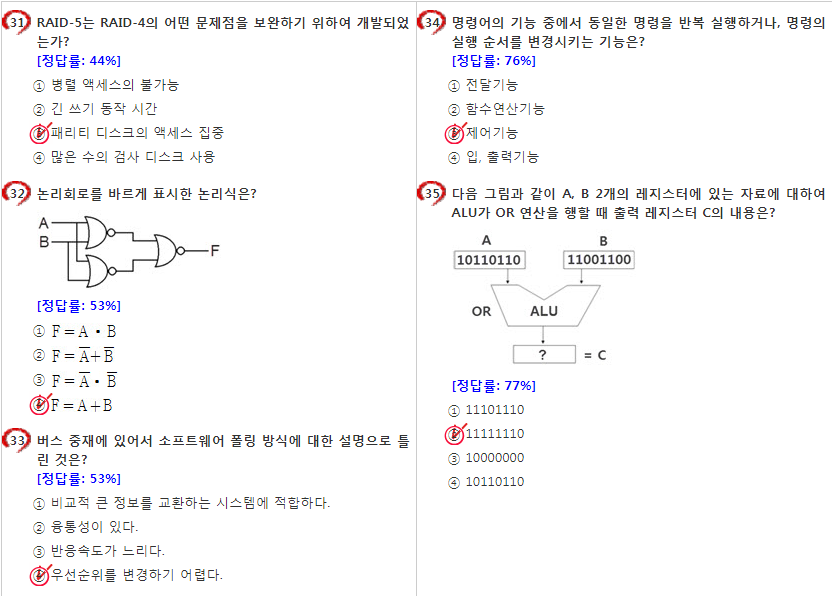 31 RAID-5는 RAID-4의 어떤 문제점을 보완하기 위하여 개발되었
는가?
[정답률: 44%]
① 병렬 액세스의 불가능
② 긴 쓰기 동작 시간
③ 패리티 디스크의 액세스 집중
④ 많은 수의 검사 디스크 사용
32 논리회로를 바르게 표시한 논리식은?
A
B
F
[정답률: 53%]
① F = A · B
② F = A̅ + B̅
③ F = A̅ · B̅
④ F = A + B
33 버스 중재에 있어서 소프트웨어 폴링 방식에 대한 설명으로 틀
린 것은?
[정답률: 53%]
① 비교적 큰 정보를 교환하는 시스템에 적합하다.
② 융통성이 있다.
③ 반응속도가 느리다.
④ 우선순위를 변경하기 어렵다.
34 명령어의 기능 중에서 동일한 명령을 반복 실행하거나, 명령의
실행 순서를 변경시키는 기능은?
[정답률: 76%]
① 전달기능
② 함수연산기능
③ 제어기능
④ 입, 출력기능
35 다음 그림과 같이 A, B 2개의 레지스터에 있는 자료에 대하여
ALU가 OR 연산을 행할 때 출력 레지스터 C의 내용은?
A B
10110110 11001100
OR ALU
? = C
[정답률: 77%]
① 11101110
② 11111110
③ 10000000
④ 10110110